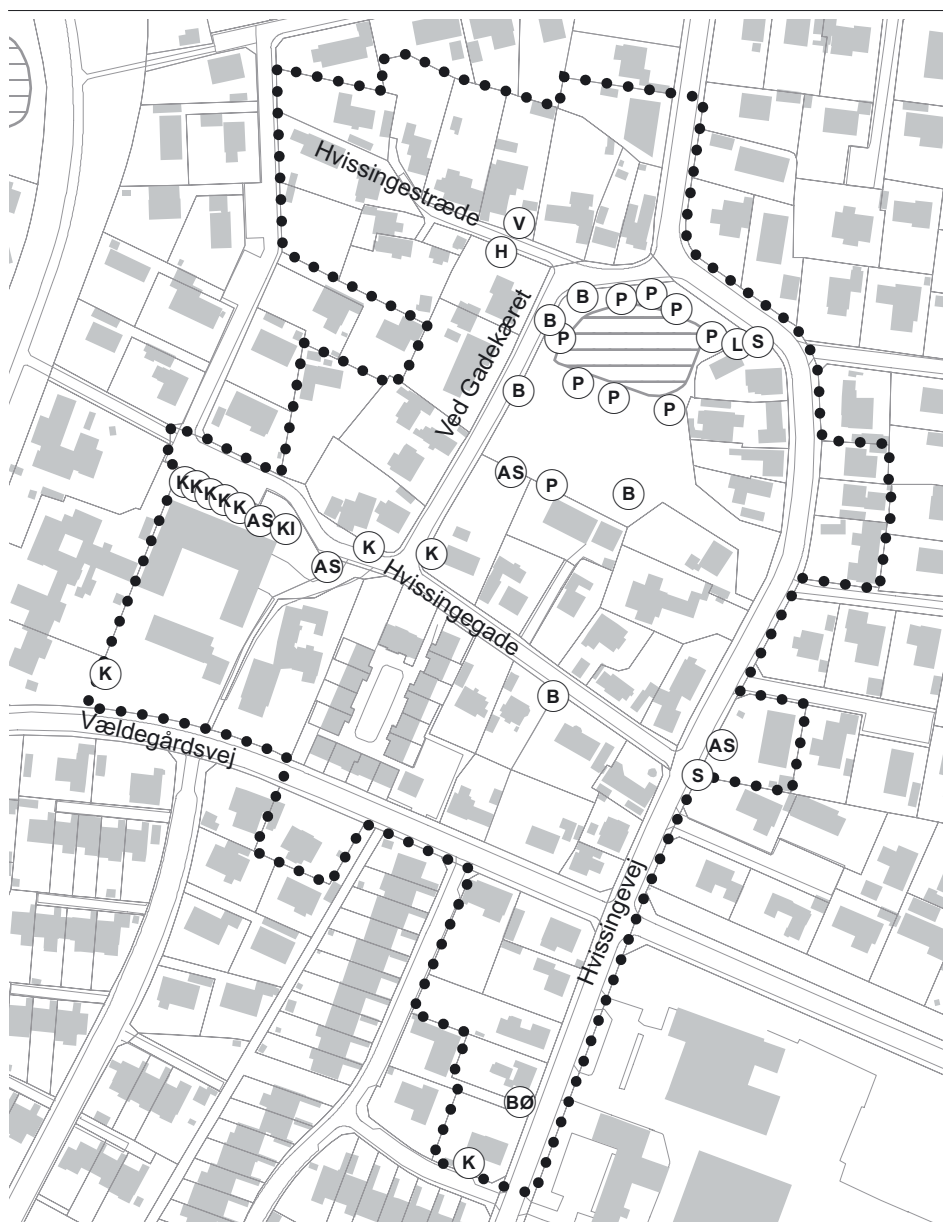 Hvissingestræde
V
H
B
P
P
P
B
P
P
L
S
Ved Gadekæret
P
B
P
P
AS
P
B
K
K
K
K
K
AS
KI
K
K
AS
Hvissingegade
K
B
Vældegårdsvej
AS
S
Hvissingevej
BØ
K